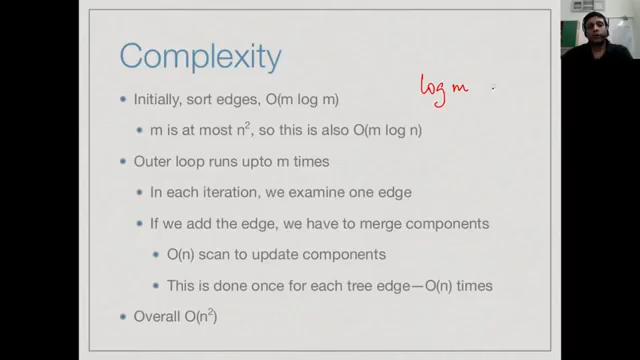 Complexity
log m
Initially, sort edges, O(m log m)
m is at most n², so this is also O(m log n)
Outer loop runs upto m times
In each iteration, we examine one edge
If we add the edge, we have to merge components
O(n) scan to update components
This is done once for each tree edge—O(n) times
Overall O(n²)